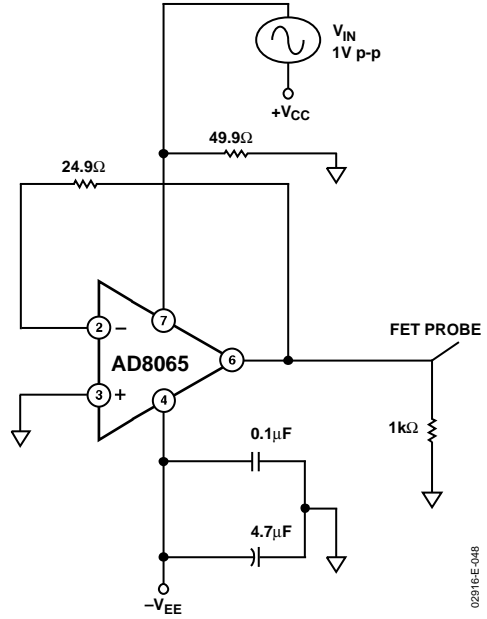 V_IN
1V p-p
+V_CC
49.9Ω
24.9Ω
7
2
–
AD8065
6
FET PROBE
3
+
4
1kΩ
0.1μF
4.7μF
–V_EE
02916-E-048